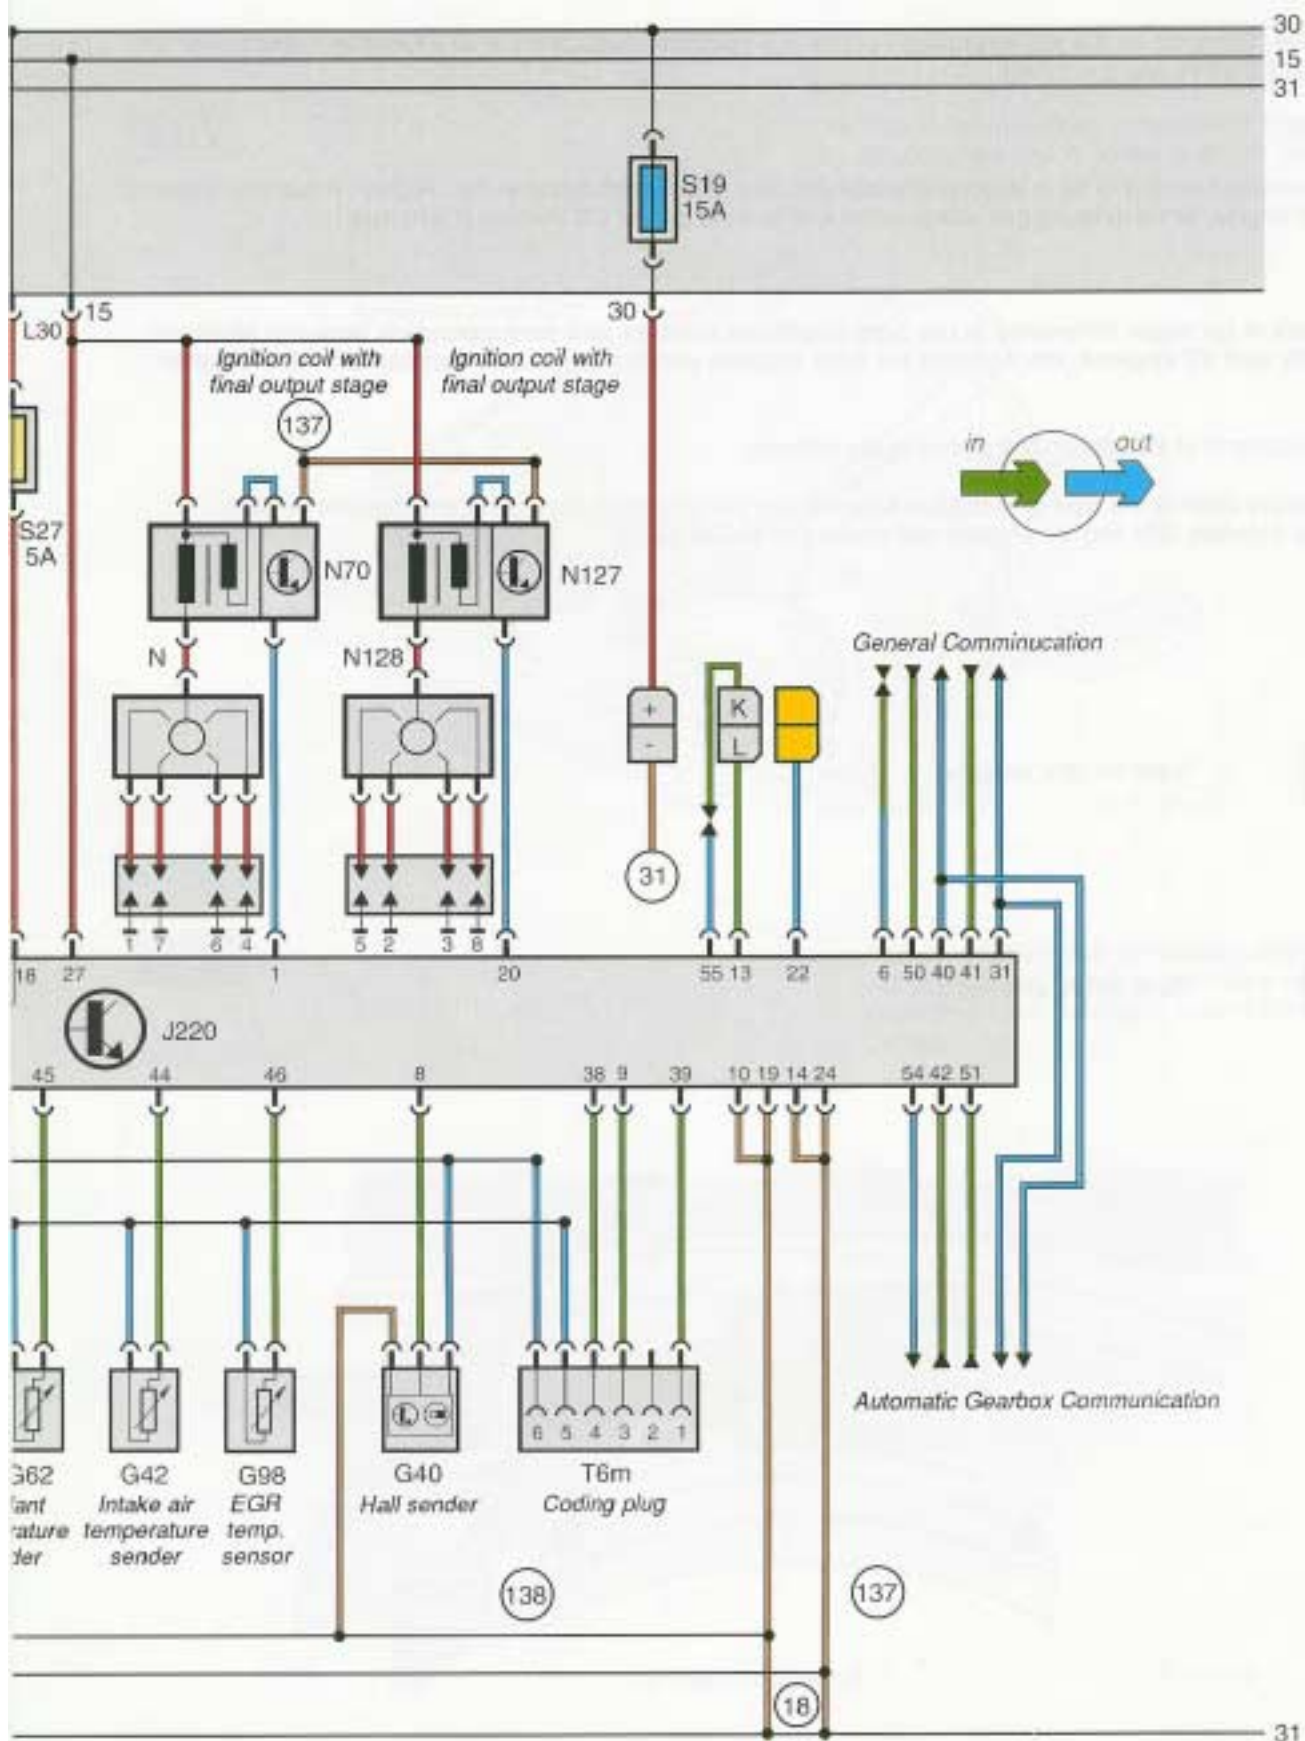 30
15
31
S19
15A
L30
15
30
Ignition coil with
final output stage
Ignition coil with
final output stage
137
in
out
S27
5A
N70
N127
General Comminucation
N
N128
+
-
K
L
31
1 7 6 4
5 2 3 8
18 27 1 20 55 13 22 6 50 40 41 31
J220
45 44 46 8 38 9 39 10 19 14 24 54 42 51
Automatic Gearbox Communication
6 5 4 3 2 1
G62
G42
G98
G40
T6m
Intake air
temperature
sender
EGR
temp.
sensor
Hall sender
Coding plug
138
137
18
31